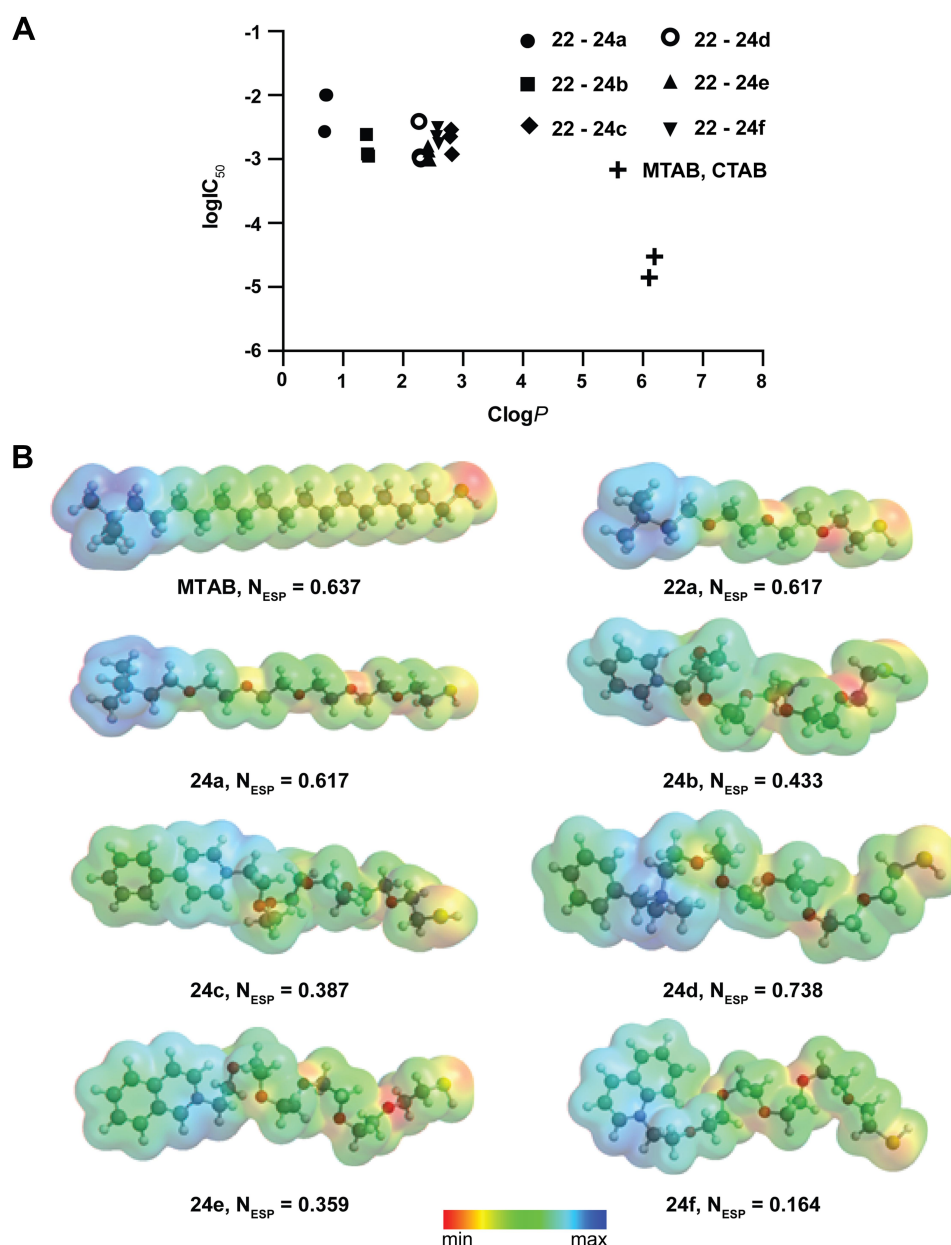 A
-1
-2
-3
-4
-5
-6
logIC50
0 1 2 3 4 5 6 7 8
ClogP
22 - 24a
22 - 24d
22 - 24b
22 - 24e
22 - 24c
22 - 24f
MTAB, CTAB
B
MTAB, NESP = 0.637
22a, NESP = 0.617
24a, NESP = 0.617
24b, NESP = 0.433
24c, NESP = 0.387
24d, NESP = 0.738
24e, NESP = 0.359
24f, NESP = 0.164
min max